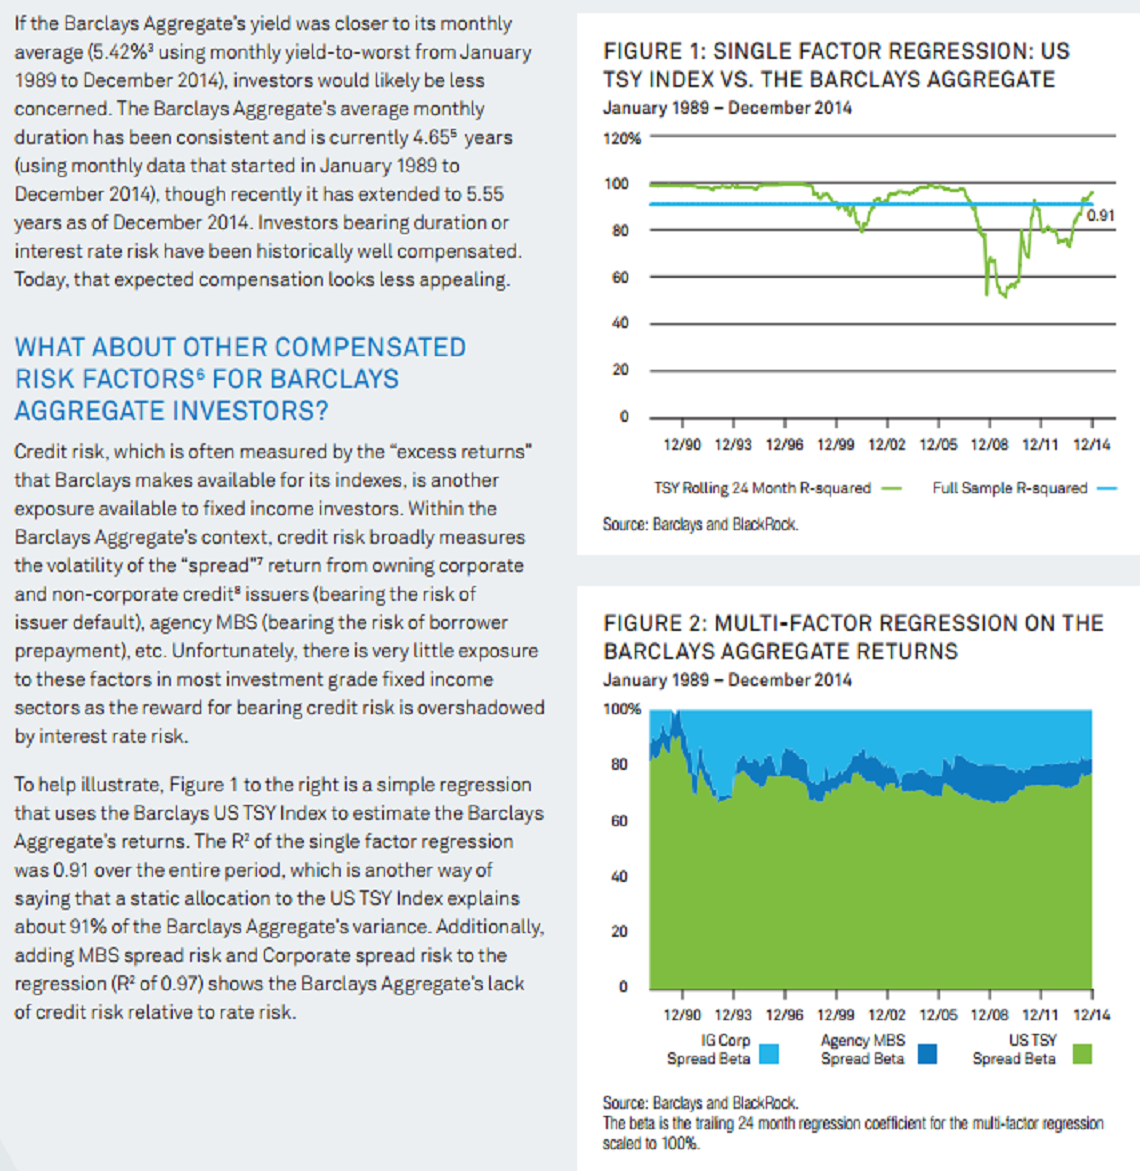 If the Barclays Aggregate's yield was closer to its monthly
average (5.42%³ using monthly yield-to-worst from January
1989 to December 2014), investors would likely be less
concerned. The Barclays Aggregate's average monthly
duration has been consistent and is currently 4.65⁵ years
(using monthly data that started in January 1989 to
December 2014), though recently it has extended to 5.55
years as of December 2014. Investors bearing duration or
interest rate risk have been historically well compensated.
Today, that expected compensation looks less appealing.
WHAT ABOUT OTHER COMPENSATED
RISK FACTORS⁶ FOR BARCLAYS
AGGREGATE INVESTORS?
Credit risk, which is often measured by the "excess returns"
that Barclays makes available for its indexes, is another
exposure available to fixed income investors. Within the
Barclays Aggregate's context, credit risk broadly measures
the volatility of the "spread"⁷ return from owning corporate
and non-corporate credit⁸ issuers (bearing the risk of
issuer default), agency MBS (bearing the risk of borrower
prepayment), etc. Unfortunately, there is very little exposure
to these factors in most investment grade fixed income
sectors as the reward for bearing credit risk is overshadowed
by interest rate risk.
To help illustrate, Figure 1 to the right is a simple regression
that uses the Barclays US TSY Index to estimate the Barclays
Aggregate's returns. The R² of the single factor regression
was 0.91 over the entire period, which is another way of
saying that a static allocation to the US TSY Index explains
about 91% of the Barclays Aggregate's variance. Additionally,
adding MBS spread risk and Corporate spread risk to the
regression (R² of 0.97) shows the Barclays Aggregate's lack
of credit risk relative to rate risk.
FIGURE 1: SINGLE FACTOR REGRESSION: US
TSY INDEX VS. THE BARCLAYS AGGREGATE
January 1989 – December 2014
120%
100
80
60
40
20
0
0.91
12/90 12/93 12/96 12/99 12/02 12/05 12/08 12/11 12/14
TSY Rolling 24 Month R-squared Full Sample R-squared
Source: Barclays and BlackRock.
FIGURE 2: MULTI-FACTOR REGRESSION ON THE
BARCLAYS AGGREGATE RETURNS
January 1989 – December 2014
100%
80
60
40
20
0
12/90 12/93 12/96 12/99 12/02 12/05 12/08 12/11 12/14
IG Corp
Spread Beta
Agency MBS
Spread Beta
US TSY
Spread Beta
Source: Barclays and BlackRock.
The beta is the trailing 24 month regression coefficient for the multi-factor regression
scaled to 100%.